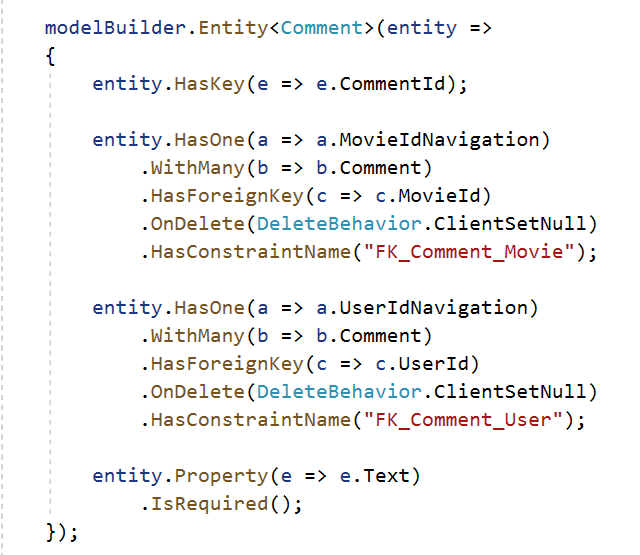 modelBuilder.Entity<Comment>(entity =>
{
    entity.HasKey(e => e.CommentId);

    entity.HasOne(a => a.MovieIdNavigation)
        .WithMany(b => b.Comment)
        .HasForeignKey(c => c.MovieId)
        .OnDelete(DeleteBehavior.ClientSetNull)
        .HasConstraintName("FK_Comment_Movie");

    entity.HasOne(a => a.UserIdNavigation)
        .WithMany(b => b.Comment)
        .HasForeignKey(c => c.UserId)
        .OnDelete(DeleteBehavior.ClientSetNull)
        .HasConstraintName("FK_Comment_User");

    entity.Property(e => e.Text)
        .IsRequired();
});